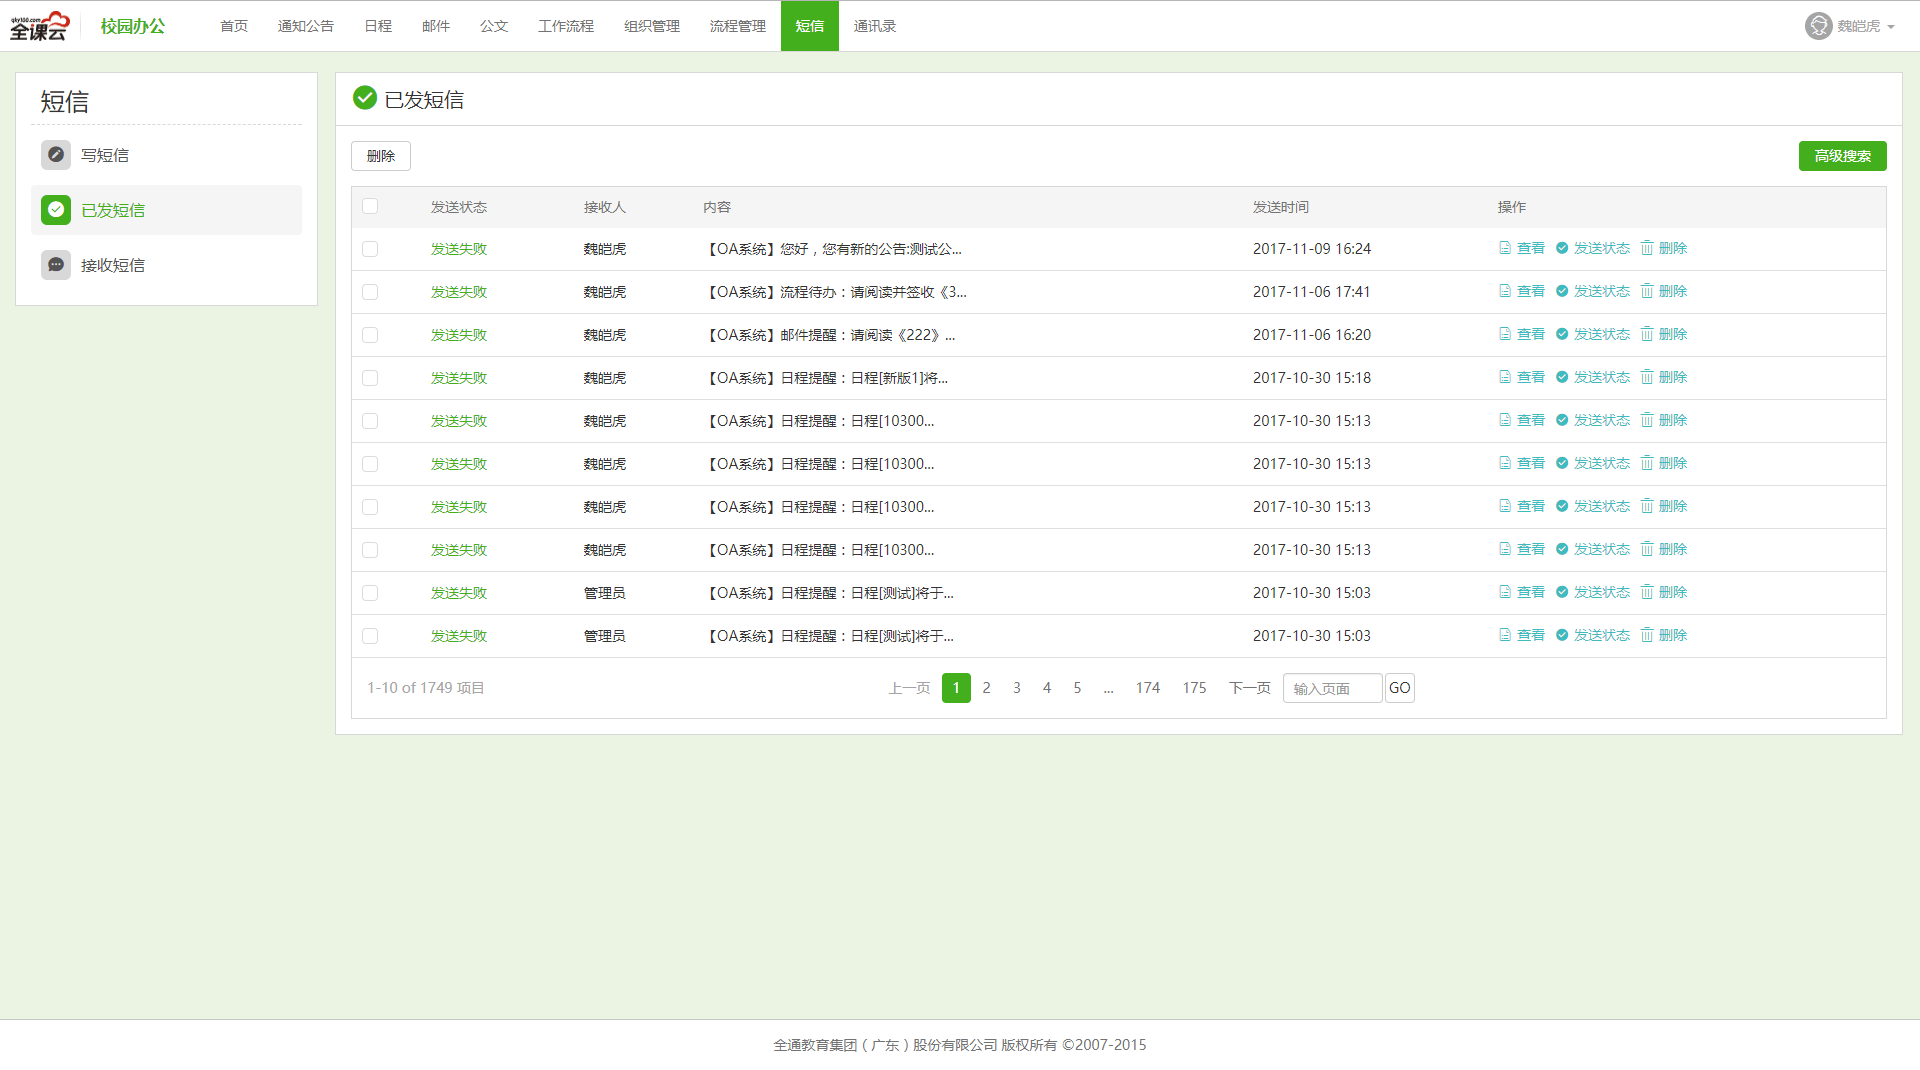 qky100.com
全课云 校园办公 首页 通知公告 日程 邮件 公文 工作流程 组织管理 流程管理 短信 通讯录 魏皑虎
短信
写短信
已发短信
接收短信
已发短信
删除 高级搜索
发送状态 接收人 内容 发送时间 操作
发送失败 魏皑虎 【OA系统】您好，您有新的公告:测试公... 2017-11-09 16:24 查看 发送状态 删除
发送失败 魏皑虎 【OA系统】流程待办：请阅读并签收《3... 2017-11-06 17:41 查看 发送状态 删除
发送失败 魏皑虎 【OA系统】邮件提醒：请阅读《222》... 2017-11-06 16:20 查看 发送状态 删除
发送失败 魏皑虎 【OA系统】日程提醒：日程[新版1]将... 2017-10-30 15:18 查看 发送状态 删除
发送失败 魏皑虎 【OA系统】日程提醒：日程[10300... 2017-10-30 15:13 查看 发送状态 删除
发送失败 魏皑虎 【OA系统】日程提醒：日程[10300... 2017-10-30 15:13 查看 发送状态 删除
发送失败 魏皑虎 【OA系统】日程提醒：日程[10300... 2017-10-30 15:13 查看 发送状态 删除
发送失败 魏皑虎 【OA系统】日程提醒：日程[10300... 2017-10-30 15:13 查看 发送状态 删除
发送失败 管理员 【OA系统】日程提醒：日程[测试]将于... 2017-10-30 15:03 查看 发送状态 删除
发送失败 管理员 【OA系统】日程提醒：日程[测试]将于... 2017-10-30 15:03 查看 发送状态 删除
1-10 of 1749 项目 上一页 1 2 3 4 5 ... 174 175 下一页 输入页面 GO
全通教育集团（广东）股份有限公司 版权所有 ©2007-2015